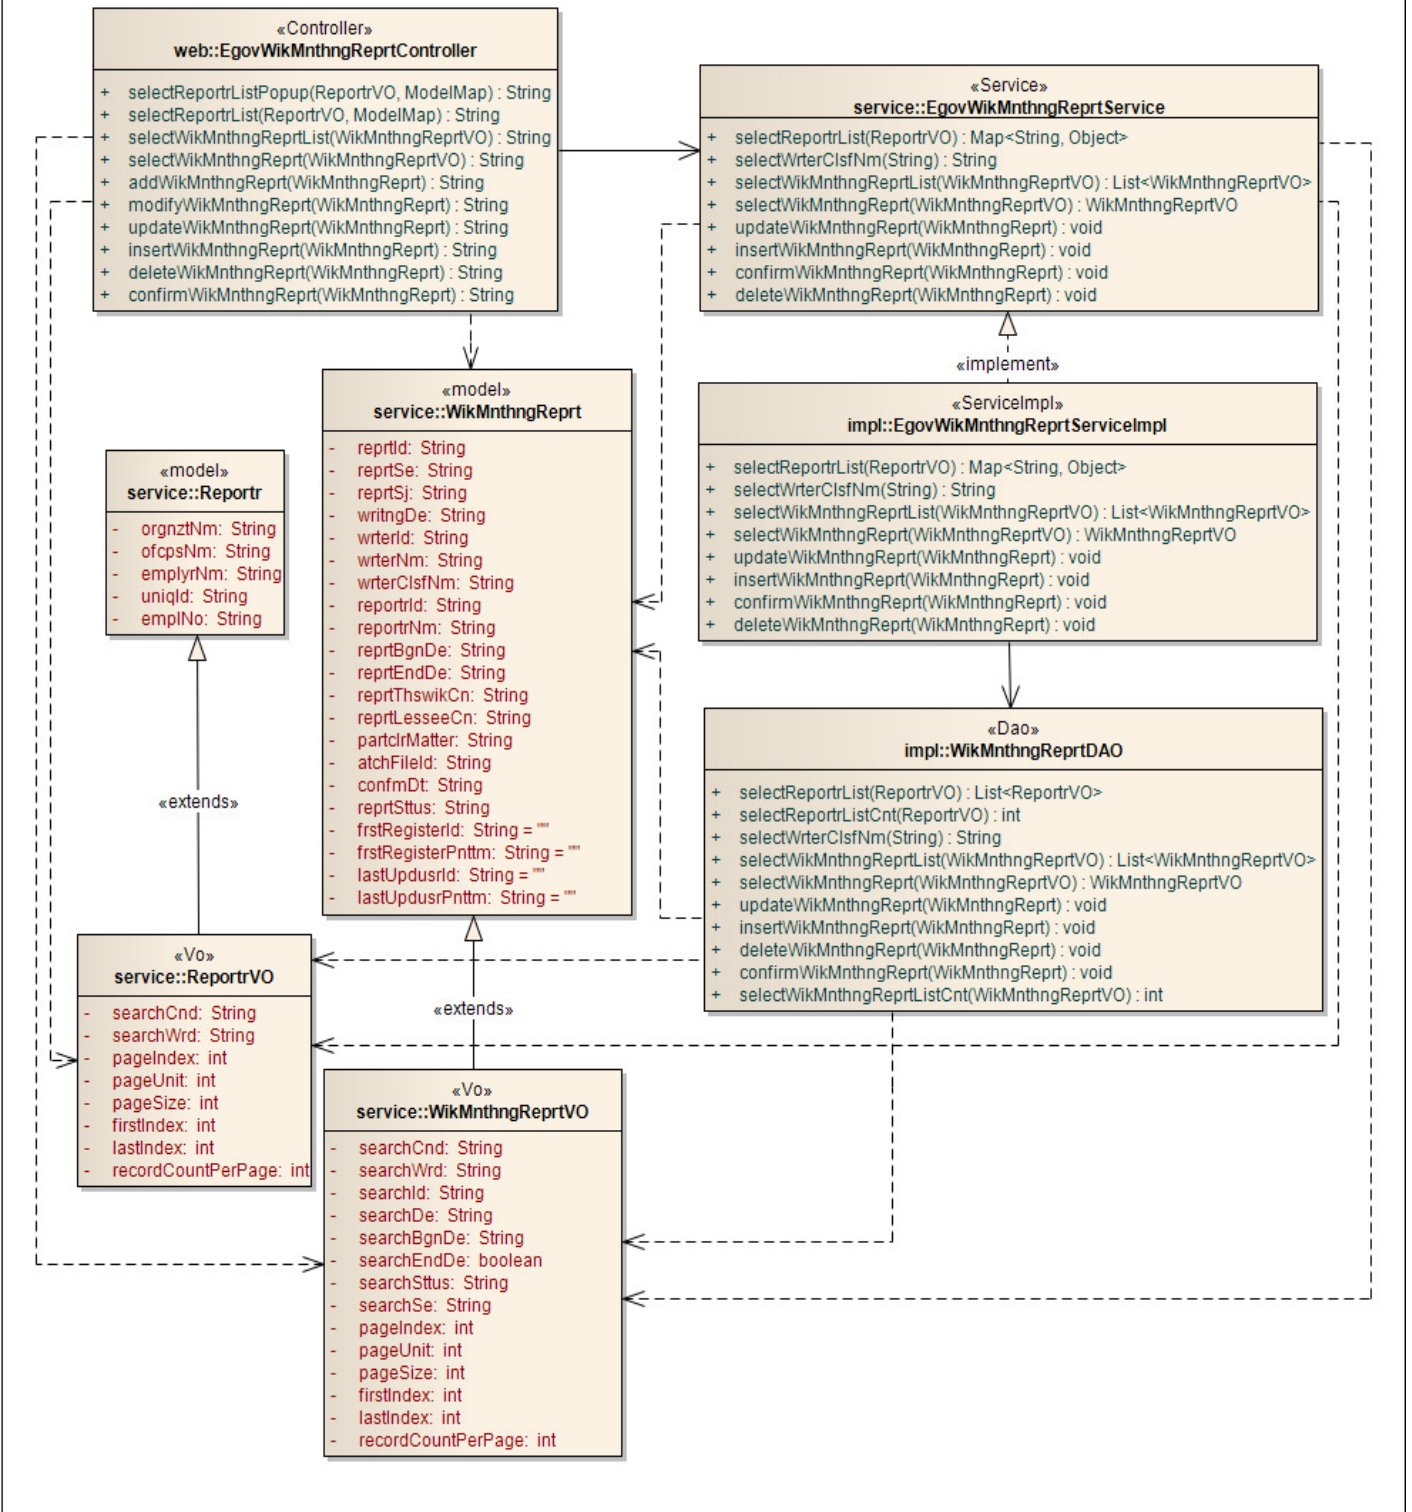 «Controller»
web::EgovWikMnthngReprtController
+ selectReportrListPopup(ReportrVO, ModelMap) : String
+ selectReportrList(ReportrVO, ModelMap) : String
+ selectWikMnthngReprtList(WikMnthngReprtVO) : String
+ selectWikMnthngReprt(WikMnthngReprtVO) : String
+ addWikMnthngReprt(WikMnthngReprt) : String
+ modifyWikMnthngReprt(WikMnthngReprt) : String
+ updateWikMnthngReprt(WikMnthngReprt) : String
+ insertWikMnthngReprt(WikMnthngReprt) : String
+ deleteWikMnthngReprt(WikMnthngReprt) : String
+ confirmWikMnthngReprt(WikMnthngReprt) : String
«Service»
service::EgovWikMnthngReprtService
+ selectReportrList(ReportrVO) : Map<String, Object>
+ selectWrterClsfNm(String) : String
+ selectWikMnthngReprtList(WikMnthngReprtVO) : List<WikMnthngReprtVO>
+ selectWikMnthngReprt(WikMnthngReprtVO) : WikMnthngReprtVO
+ updateWikMnthngReprt(WikMnthngReprt) : void
+ insertWikMnthngReprt(WikMnthngReprt) : void
+ confirmWikMnthngReprt(WikMnthngReprt) : void
+ deleteWikMnthngReprt(WikMnthngReprt) : void
«implement»
«ServiceImpl»
impl::EgovWikMnthngReprtServiceImpl
+ selectReportrList(ReportrVO) : Map<String, Object>
+ selectWrterClsfNm(String) : String
+ selectWikMnthngReprtList(WikMnthngReprtVO) : List<WikMnthngReprtVO>
+ selectWikMnthngReprt(WikMnthngReprtVO) : WikMnthngReprtVO
+ updateWikMnthngReprt(WikMnthngReprt) : void
+ insertWikMnthngReprt(WikMnthngReprt) : void
+ confirmWikMnthngReprt(WikMnthngReprt) : void
+ deleteWikMnthngReprt(WikMnthngReprt) : void
«model»
service::WikMnthngReprt
- reprtId: String
- reprtSe: String
- reprtSj: String
- writngDe: String
- wrterId: String
- wrterNm: String
- wrterClsfNm: String
- reportrId: String
- reportrNm: String
- reprtBgnDe: String
- reprtEndDe: String
- reprtThswikCn: String
- reprtLesseeCn: String
- partclrMatter: String
- atchFileId: String
- confmDt: String
- reprtSttus: String
- frstRegisterId: String = ""
- frstRegisterPnttm: String = ""
- lastUpdusrId: String = ""
- lastUpdusrPnttm: String = ""
«model»
service::Reportr
- orgnztNm: String
- ofcpsNm: String
- emplyrNm: String
- uniqId: String
- emplNo: String
«extends»
«Dao»
impl::WikMnthngReprtDAO
+ selectReportrList(ReportrVO) : List<ReportrVO>
+ selectReportrListCnt(ReportrVO) : int
+ selectWrterClsfNm(String) : String
+ selectWikMnthngReprtList(WikMnthngReprtVO) : List<WikMnthngReprtVO>
+ selectWikMnthngReprt(WikMnthngReprtVO) : WikMnthngReprtVO
+ updateWikMnthngReprt(WikMnthngReprt) : void
+ insertWikMnthngReprt(WikMnthngReprt) : void
+ deleteWikMnthngReprt(WikMnthngReprt) : void
+ confirmWikMnthngReprt(WikMnthngReprt) : void
+ selectWikMnthngReprtListCnt(WikMnthngReprtVO) : int
«Vo»
service::ReportrVO
- searchCnd: String
- searchWrd: String
- pageIndex: int
- pageUnit: int
- pageSize: int
- firstIndex: int
- lastIndex: int
- recordCountPerPage: int
«extends»
«Vo»
service::WikMnthngReprtVO
- searchCnd: String
- searchWrd: String
- searchId: String
- searchDe: String
- searchBgnDe: String
- searchEndDe: boolean
- searchSttus: String
- searchSe: String
- pageIndex: int
- pageUnit: int
- pageSize: int
- firstIndex: int
- lastIndex: int
- recordCountPerPage: int